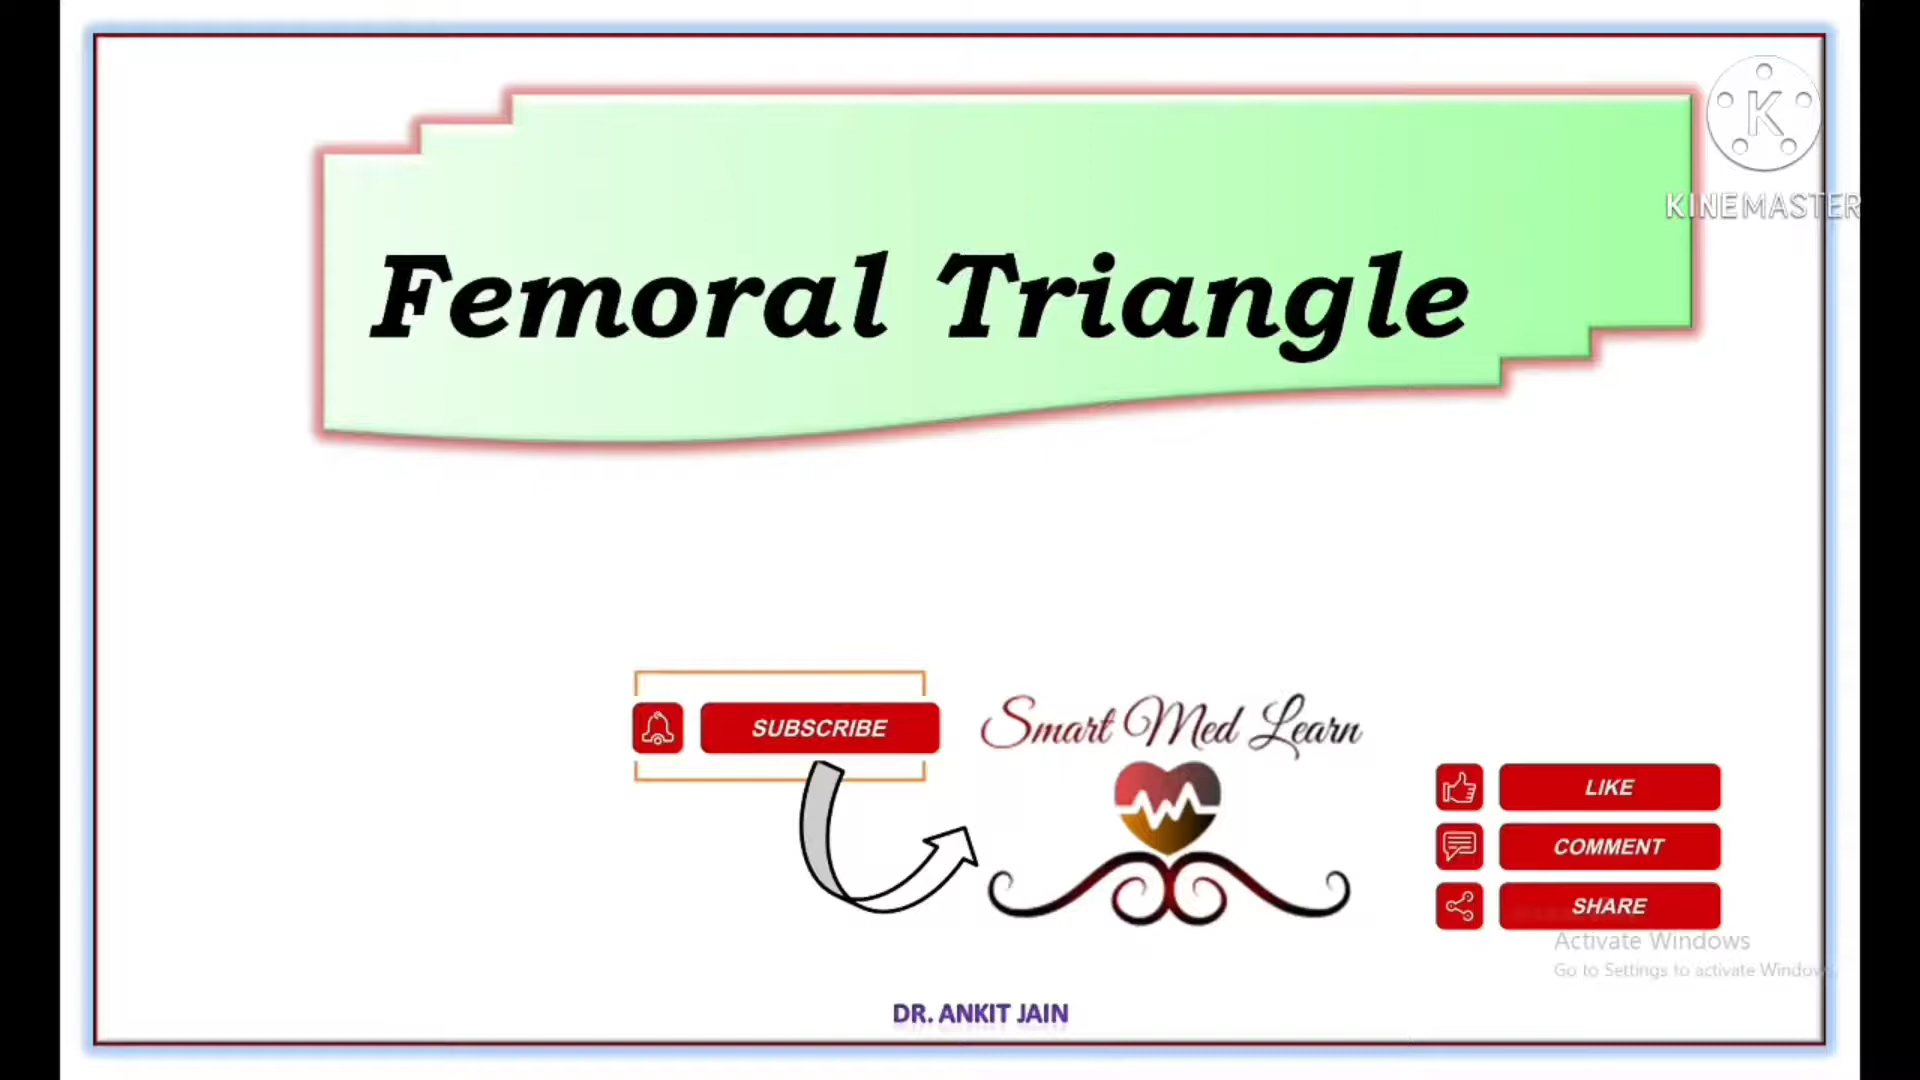 K
KINEMASTER
Femoral Triangle
SUBSCRIBE
Smart Med Learn
LIKE
COMMENT
SHARE
Activate Windows
Go to Settings to activate Windows
DR. ANKIT JAIN